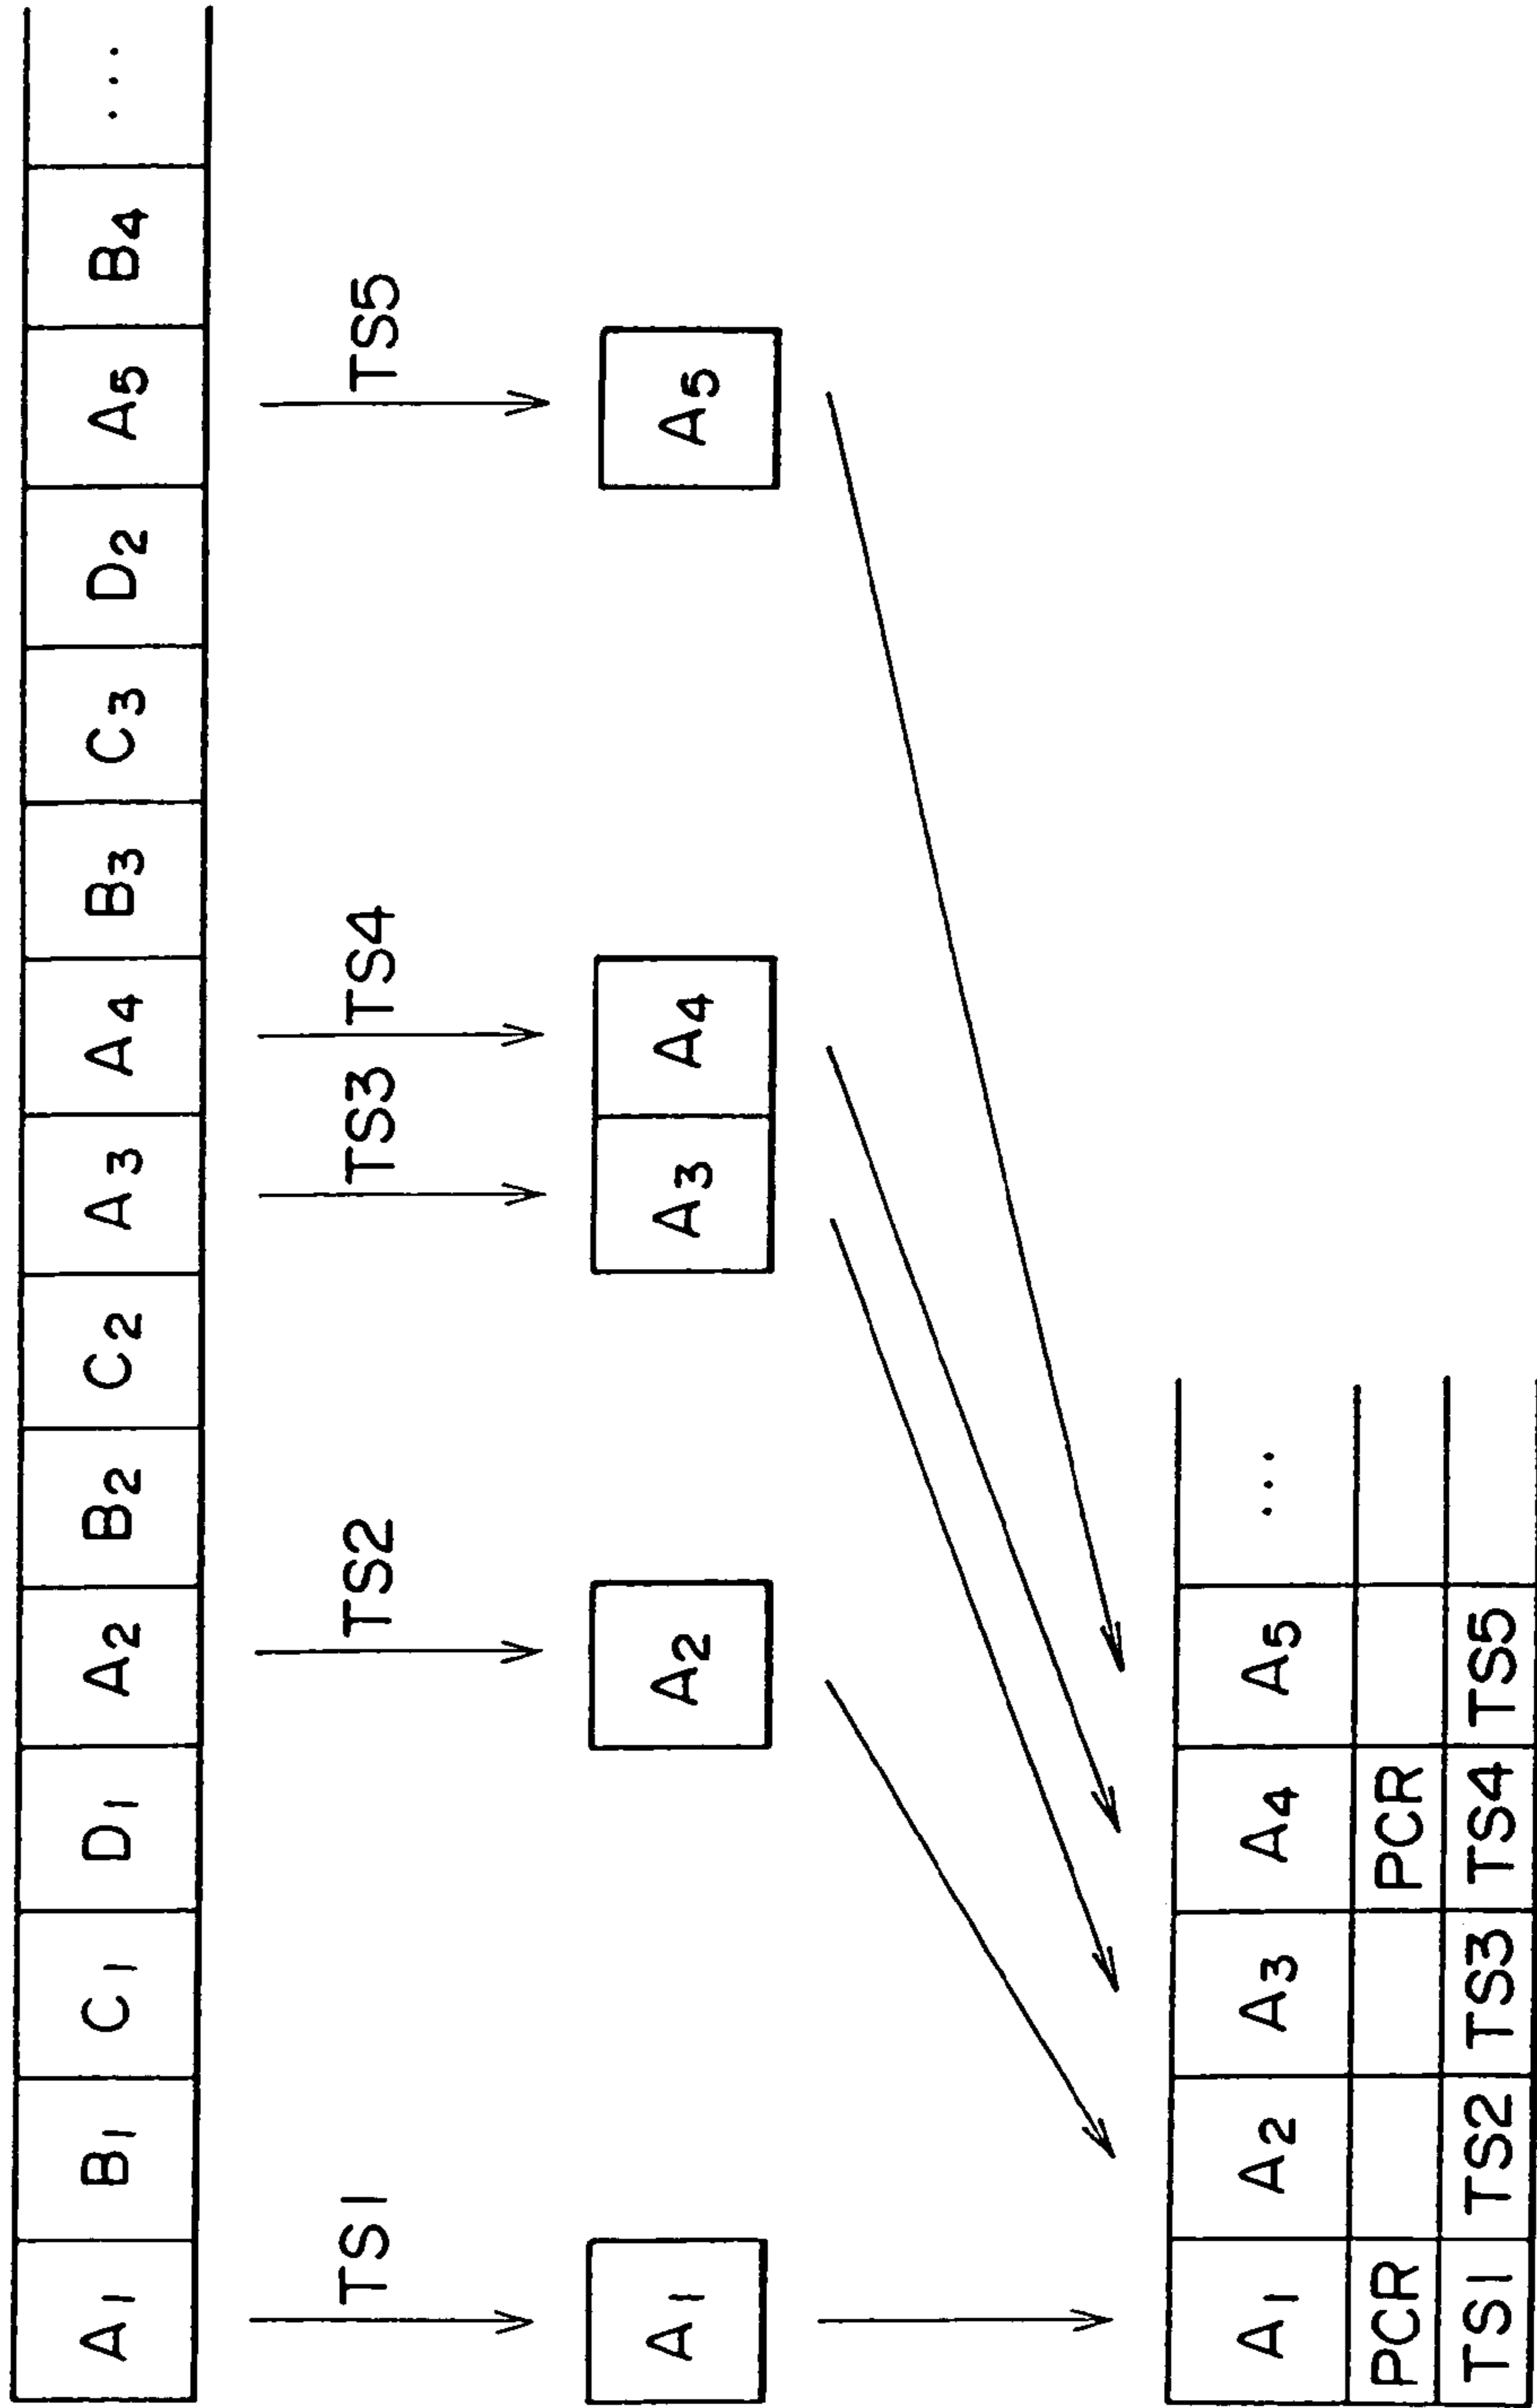 A1 B1 C1 D1 A2 B2 C2 A3 A4 B3 C3 D2 A5 B4 ...
TS1 TS2 TS3 TS4 TS5
A1 A2 A3 A4 A5
A1 A2 A3 A4 A5 ...
PCR PCR
TS1 TS2 TS3 TS4 TS5